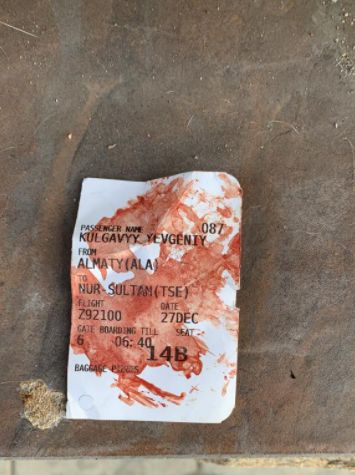 087
PASSENGER NAME
KULGAVYY YEVGENIY
FROM
ALMATY(ALA)
TO
NUR-SULTAN(TSE)
FLIGHT DATE
Z92100 27DEC
GATE BOARDING TILL SEAT
6 06:40 14B
BAGGAGE PIECES